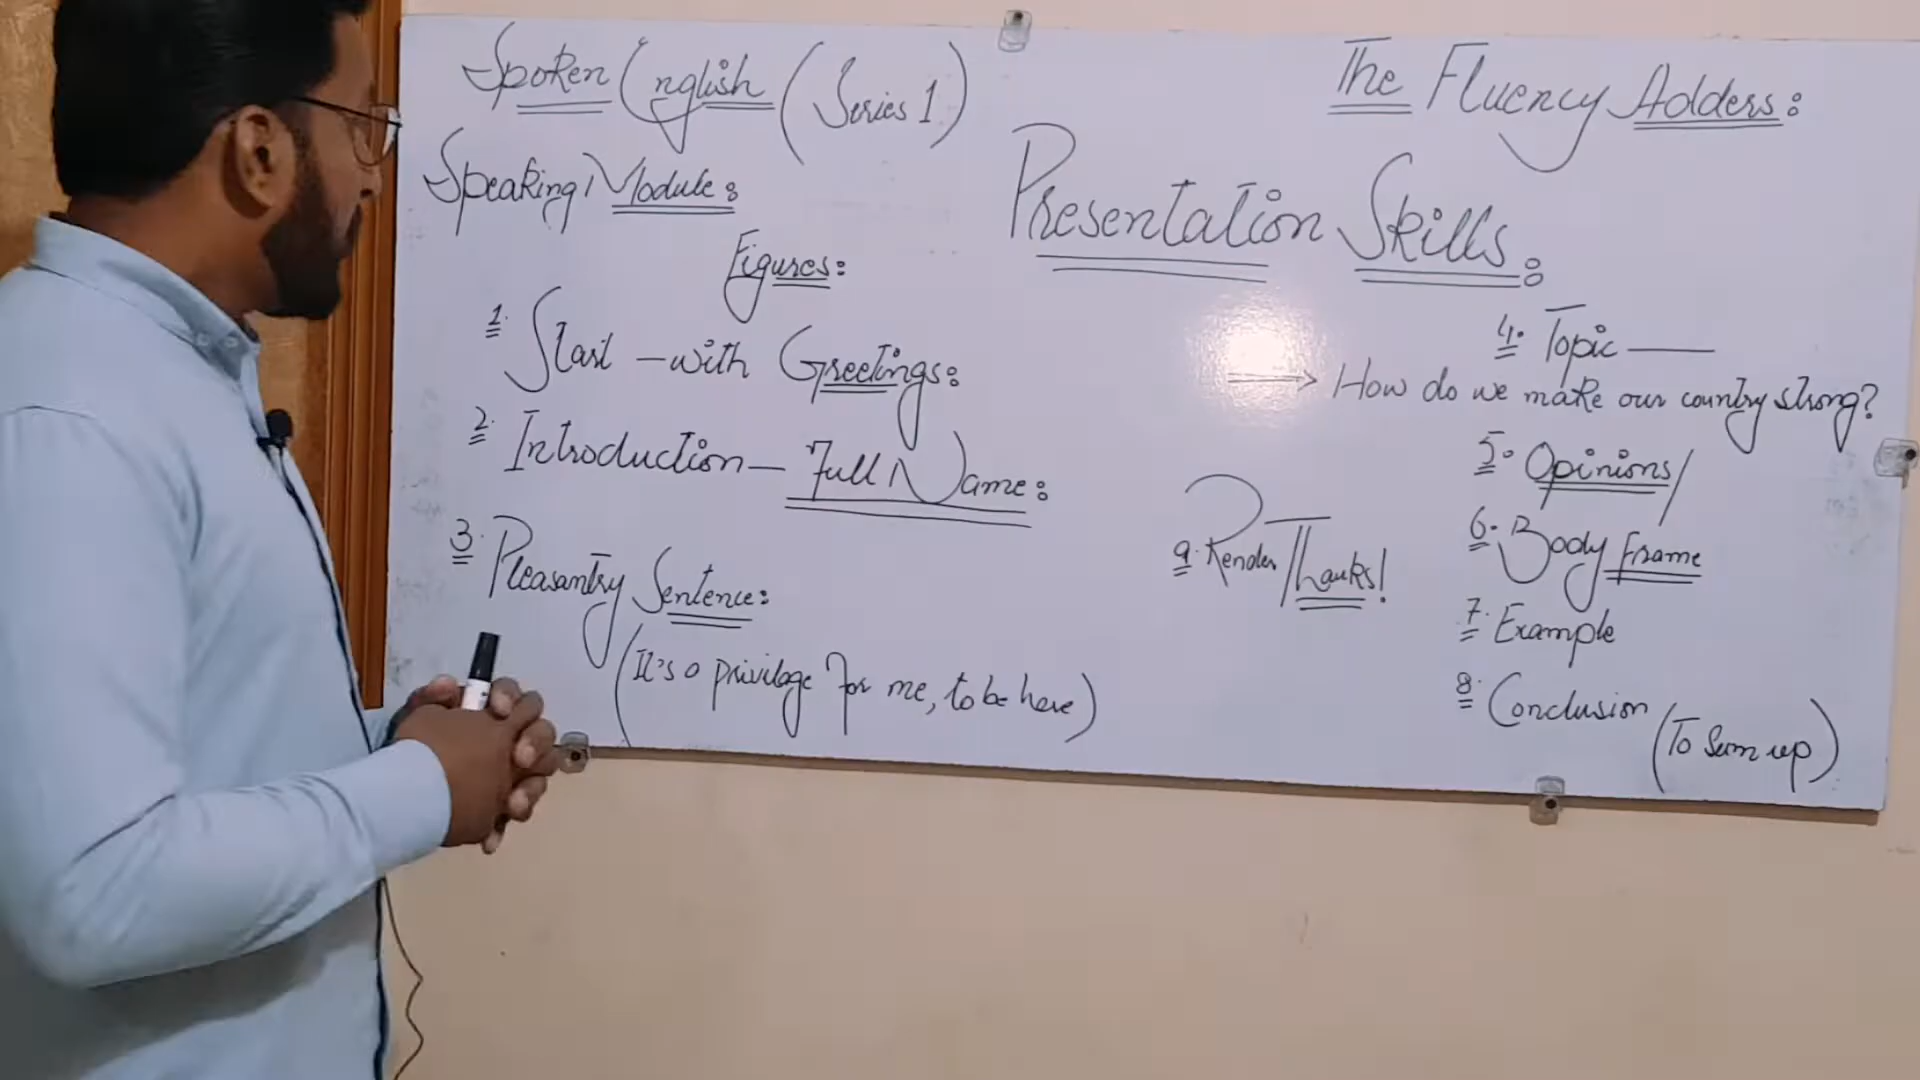 Spoken English (Series 1)
The Fluency Adders:
Speaking Module:
Presentation Skills:
Figures:
1. Start with Greetings:
2. Introduction — Full Name:
3. Pleasantry Sentence:
(It's a privilage for me, to be here)
4. Topic ——
→ How do we make our country strong?
5. Opinions/
6. Body Frame
7. Example
8. Conclusion (To Sum up)
9. Render Thanks!